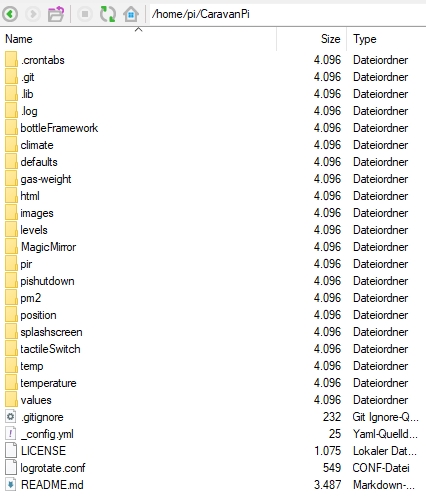 /home/pi/CaravanPi
Name Size Type
.crontabs 4.096 Dateiordner
.git 4.096 Dateiordner
.lib 4.096 Dateiordner
.log 4.096 Dateiordner
bottleFramework 4.096 Dateiordner
climate 4.096 Dateiordner
defaults 4.096 Dateiordner
gas-weight 4.096 Dateiordner
html 4.096 Dateiordner
images 4.096 Dateiordner
levels 4.096 Dateiordner
MagicMirror 4.096 Dateiordner
pir 4.096 Dateiordner
pishutdown 4.096 Dateiordner
pm2 4.096 Dateiordner
position 4.096 Dateiordner
splashscreen 4.096 Dateiordner
tactileSwitch 4.096 Dateiordner
temp 4.096 Dateiordner
temperature 4.096 Dateiordner
values 4.096 Dateiordner
.gitignore 232 Git Ignore-Q...
_config.yml 25 Yaml-Quelld...
LICENSE 1.075 Lokaler Dat...
logrotate.conf 549 CONF-Datei
README.md 3.487 Markdown-...